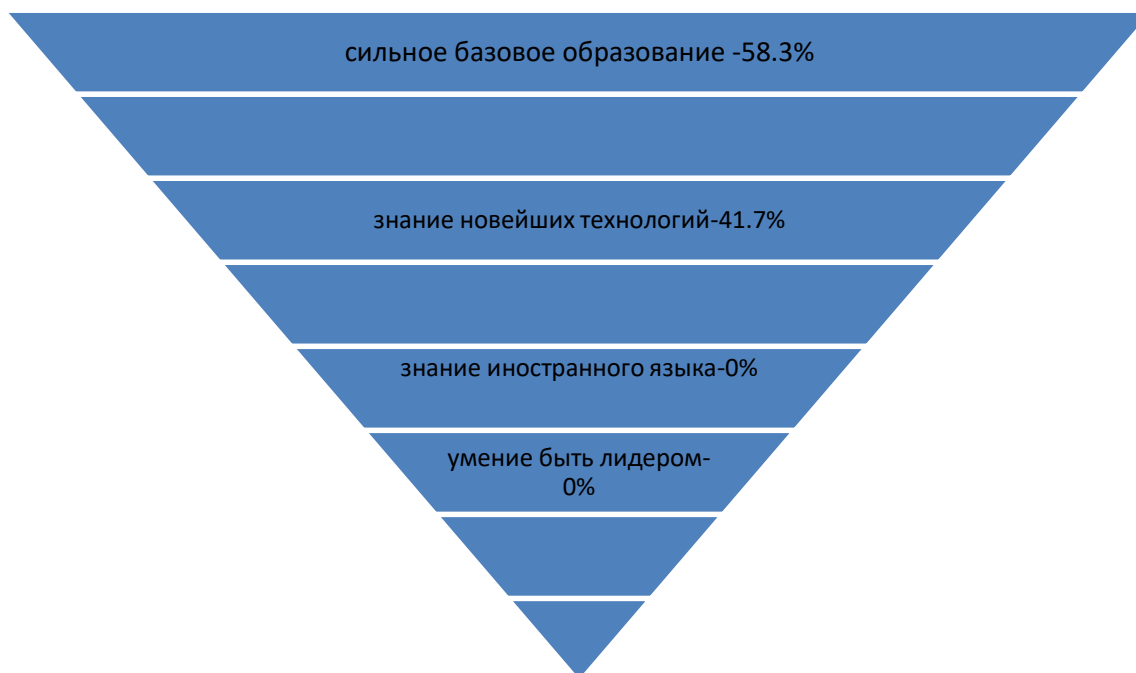 сильное базовое образование -58.3%
знание новейших технологий-41.7%
знание иностранного языка-0%
умение быть лидером-
0%